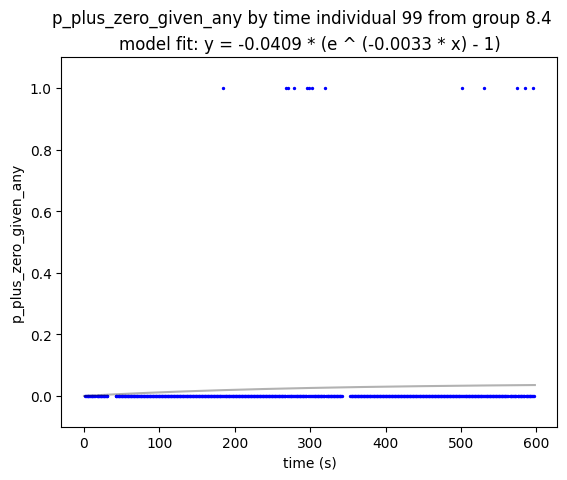 p_plus_zero_given_any by time individual 99 from group 8.4
model fit: y = -0.0409 * (e ^ (-0.0033 * x) - 1)
1.0
0.8
0.6
0.4
0.2
0.0
p_plus_zero_given_any
0 100 200 300 400 500 600
time (s)